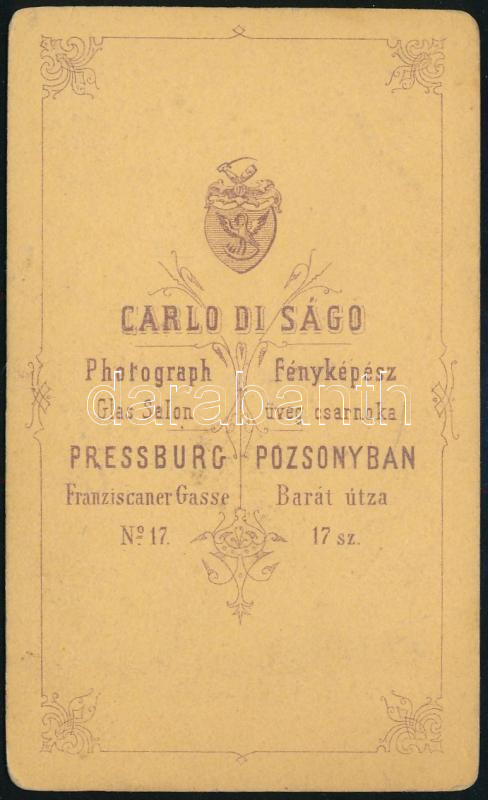 CARLO DI SÁGO
Photograph Fényképész
Glas Salon üveg csarnoka
PRESSBURG POZSONYBAN
Franziscaner Gasse Barát útza
Nº 17. 17 sz.
darabanth